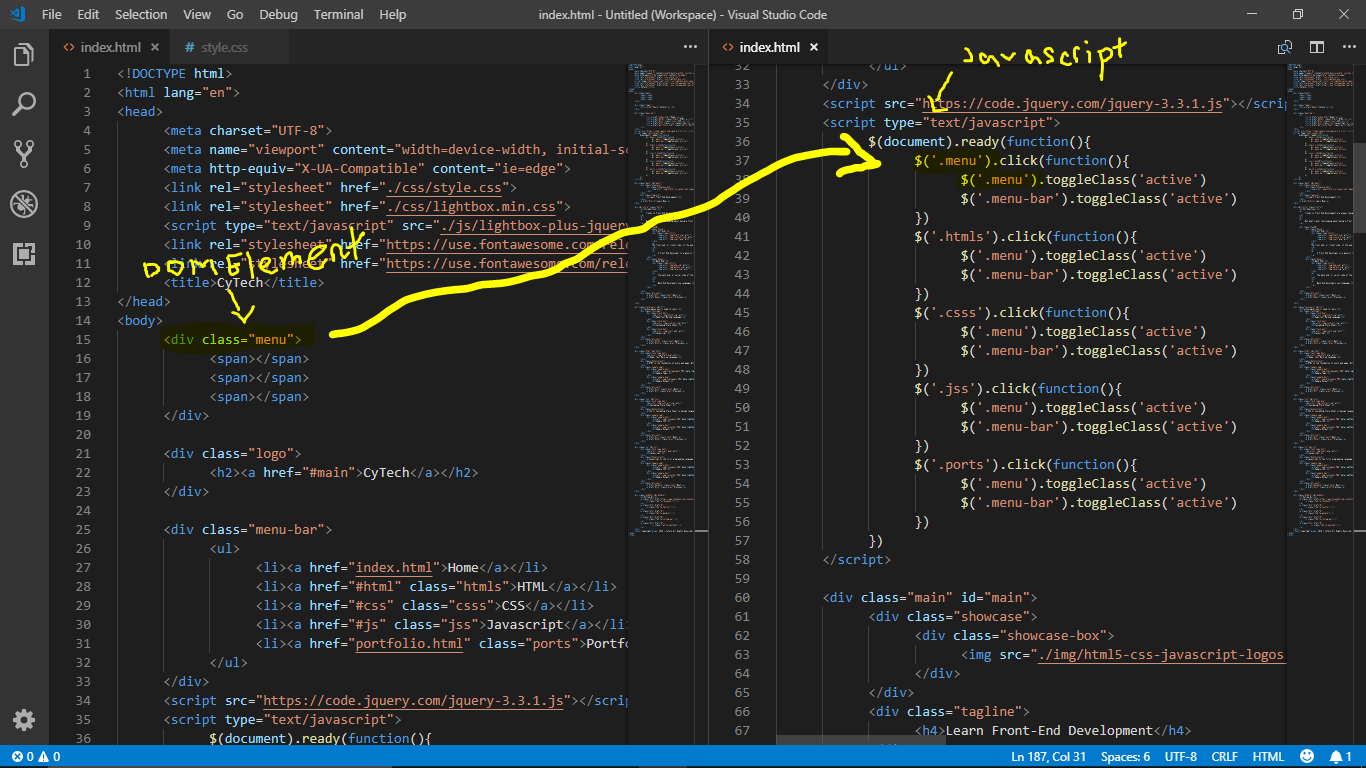 File Edit Selection View Go Debug Terminal Help
index.html - Untitled (Workspace) - Visual Studio Code
index.html
style.css
1 <!DOCTYPE html>
2 <html lang="en">
3 <head>
4 <meta charset="UTF-8">
5 <meta name="viewport" content="width=device-width, initial-s
6 <meta http-equiv="X-UA-Compatible" content="ie=edge">
7 <link rel="stylesheet" href="./css/style.css">
8 <link rel="stylesheet" href="./css/lightbox.min.css">
9 <script type="text/javascript" src="./js/lightbox-plus-jquery
10 <link rel="stylesheet" href="https://use.fontawesome.com/rele
11 <link rel="stylesheet" href="https://use.fontawesome.com/rele
DOM Element
12 <title>CyTech</title>
13 </head>
14 <body>
15 <div class="menu">
16 <span></span>
17 <span></span>
18 <span></span>
19 </div>
20
21 <div class="logo">
22 <h2><a href="#main">CyTech</a></h2>
23 </div>
24
25 <div class="menu-bar">
26 <ul>
27 <li><a href="index.html">Home</a></li>
28 <li><a href="#html" class="htmls">HTML</a></li>
29 <li><a href="#css" class="csss">CSS</a></li>
30 <li><a href="#js" class="jss">Javascript</a></li
31 <li><a href="portfolio.html" class="ports">Portf
32 </ul>
33 </div>
34 <script src="https://code.jquery.com/jquery-3.3.1.js"></scrip
35 <script type="text/javascript">
36 $(document).ready(function(){
index.html
Javascript
32 </ul>
33 </div>
34 <script src="https://code.jquery.com/jquery-3.3.1.js"></scrip
35 <script type="text/javascript">
36 $(document).ready(function(){
37 $('.menu').click(function(){
38 $('.menu').toggleClass('active')
39 $('.menu-bar').toggleClass('active')
40 })
41 $('.htmls').click(function(){
42 $('.menu').toggleClass('active')
43 $('.menu-bar').toggleClass('active')
44 })
45 $('.csss').click(function(){
46 $('.menu').toggleClass('active')
47 $('.menu-bar').toggleClass('active')
48 })
49 $('.jss').click(function(){
50 $('.menu').toggleClass('active')
51 $('.menu-bar').toggleClass('active')
52 })
53 $('.ports').click(function(){
54 $('.menu').toggleClass('active')
55 $('.menu-bar').toggleClass('active')
56 })
57 })
58 </script>
59
60 <div class="main" id="main">
61 <div class="showcase">
62 <div class="showcase-box">
63 <img src="./img/html5-css-javascript-logos
64 </div>
65 </div>
66 <div class="tagline">
67 <h4>Learn Front-End Development</h4>
0 0
Ln 187, Col 31 Spaces: 6 UTF-8 CRLF HTML 1